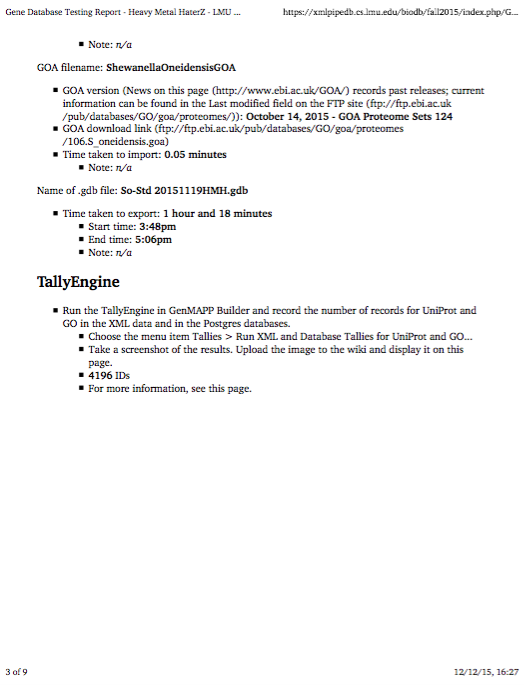 Gene Database Testing Report - Heavy Metal HaterZ - LMU ...
https://xmlpipedb.cs.lmu.edu/biodb/fall2015/index.php/G...
▪ Note: n/a
GOA filename: ShewanellaOneidensisGOA
▪ GOA version (News on this page (http://www.ebi.ac.uk/GOA/) records past releases; current
information can be found in the Last modified field on the FTP site (ftp://ftp.ebi.ac.uk
/pub/databases/GO/goa/proteomes/)): October 14, 2015 - GOA Proteome Sets 124
▪ GOA download link (ftp://ftp.ebi.ac.uk/pub/databases/GO/goa/proteomes
/106.S_oneidensis.goa)
▪ Time taken to import: 0.05 minutes
▪ Note: n/a
Name of .gdb file: So-Std 20151119HMH.gdb
▪ Time taken to export: 1 hour and 18 minutes
▪ Start time: 3:48pm
▪ End time: 5:06pm
▪ Note: n/a
TallyEngine
▪ Run the TallyEngine in GenMAPP Builder and record the number of records for UniProt and
GO in the XML data and in the Postgres databases.
▪ Choose the menu item Tallies > Run XML and Database Tallies for UniProt and GO...
▪ Take a screenshot of the results. Upload the image to the wiki and display it on this
page.
▪ 4196 IDs
▪ For more information, see this page.
3 of 9
12/12/15, 16:27